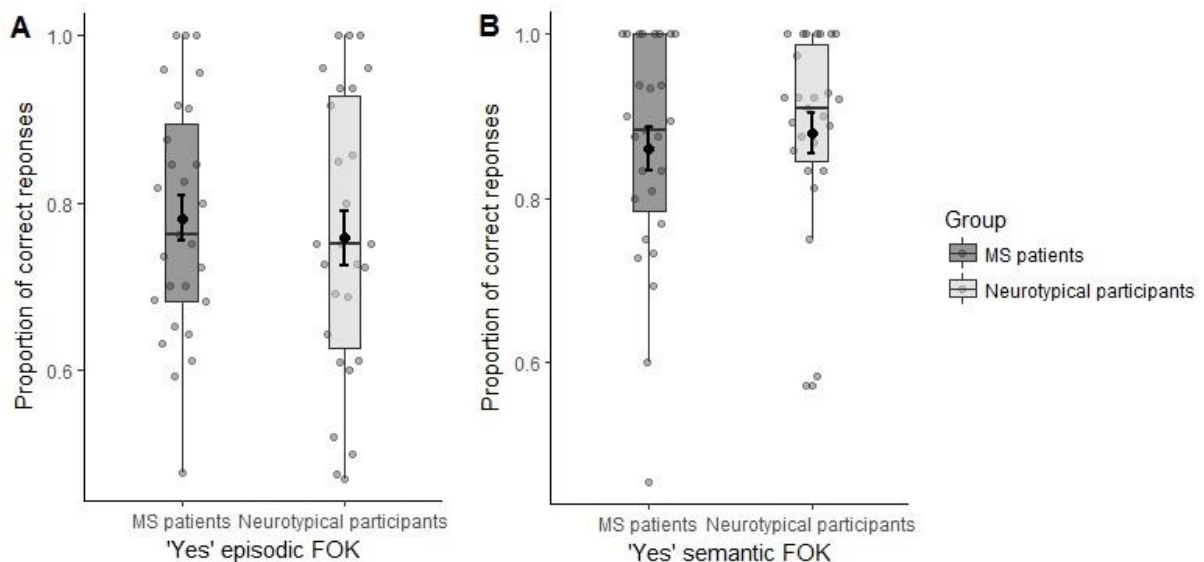 A
Proportion of correct reponses
1.0
0.8
0.6
MS patients
Neurotypical participants
'Yes' episodic FOK
B
Proportion of correct reponses
1.0
0.8
0.6
MS patients
Neurotypical participants
'Yes' semantic FOK
Group
MS patients
Neurotypical participants